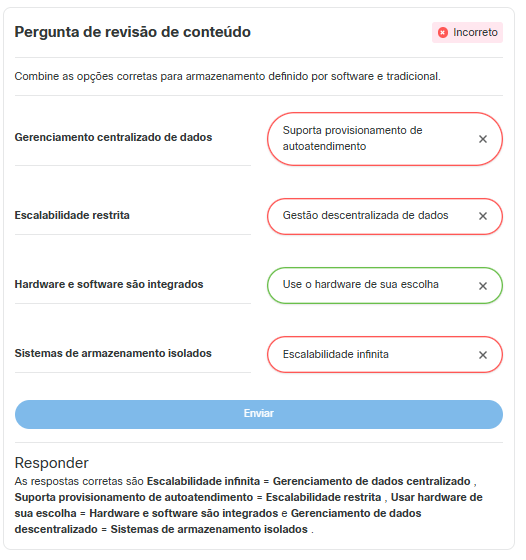 Pergunta de revisão de conteúdo
Incorreto
Combine as opções corretas para armazenamento definido por software e tradicional.
Gerenciamento centralizado de dados
Suporta provisionamento de
autoatendimento
Escalabilidade restrita
Gestão descentralizada de dados
Hardware e software são integrados
Use o hardware de sua escolha
Sistemas de armazenamento isolados
Escalabilidade infinita
Enviar
Responder
As respostas corretas são Escalabilidade infinita = Gerenciamento de dados centralizado ,
Suporta provisionamento de autoatendimento = Escalabilidade restrita , Usar hardware de
sua escolha = Hardware e software são integrados e Gerenciamento de dados
descentralizado = Sistemas de armazenamento isolados .